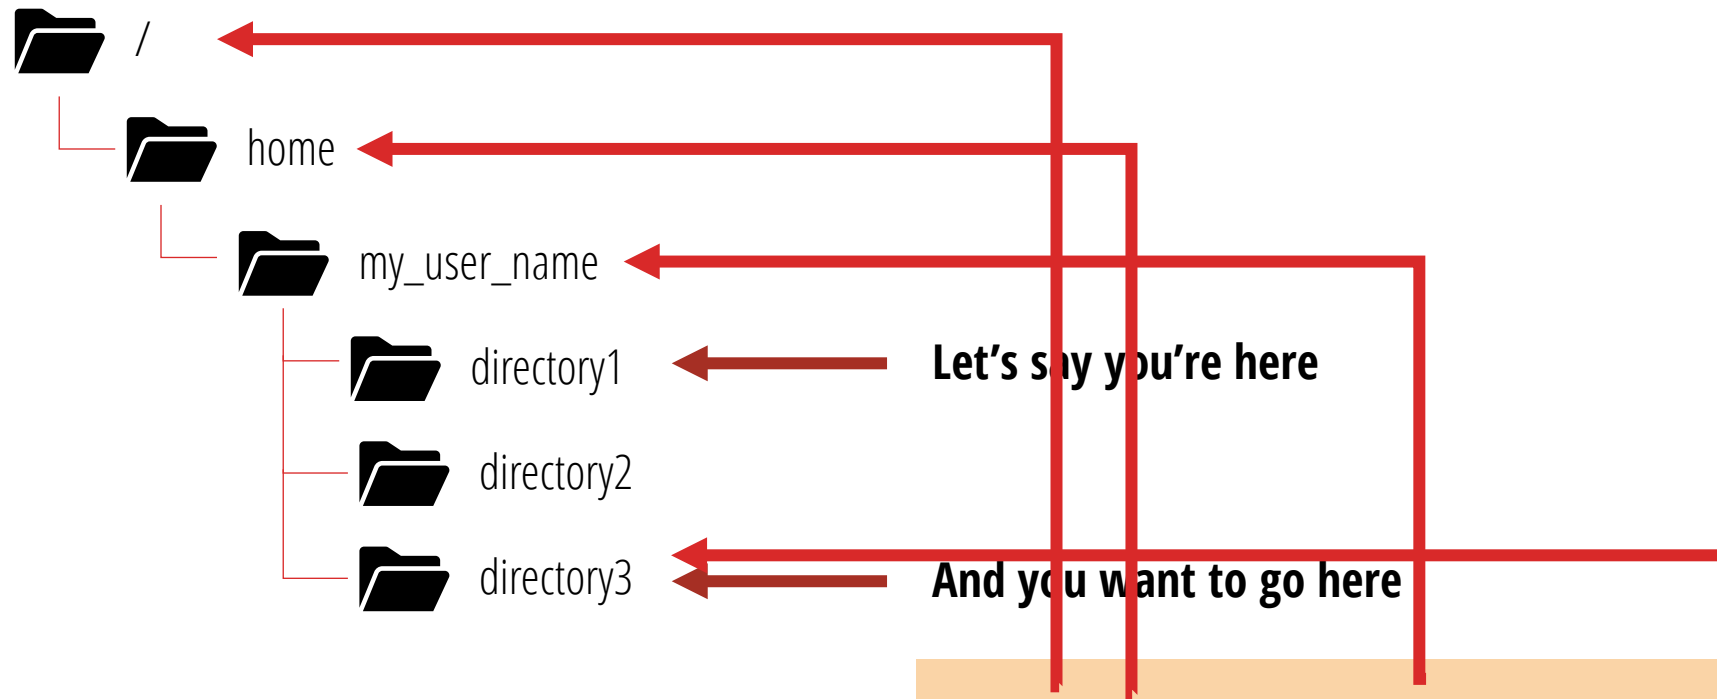 /
home
my_user_name
directory1
Let's say you're here
directory2
directory3
And you want to go here